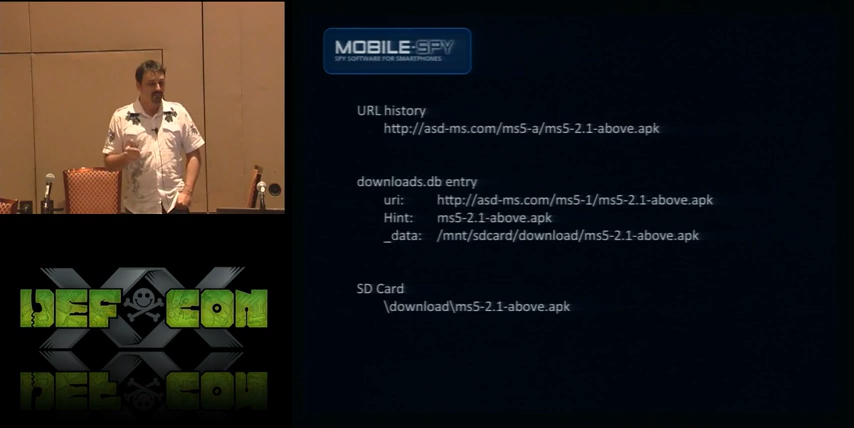 MOBILE-SPY
SPY SOFTWARE FOR SMARTPHONES
URL history
http://asd-ms.com/ms5-a/ms5-2.1-above.apk
downloads.db entry
uri: http://asd-ms.com/ms5-1/ms5-2.1-above.apk
Hint: ms5-2.1-above.apk
_data: /mnt/sdcard/download/ms5-2.1-above.apk
SD Card
\download\ms5-2.1-above.apk
XX
DEF CON